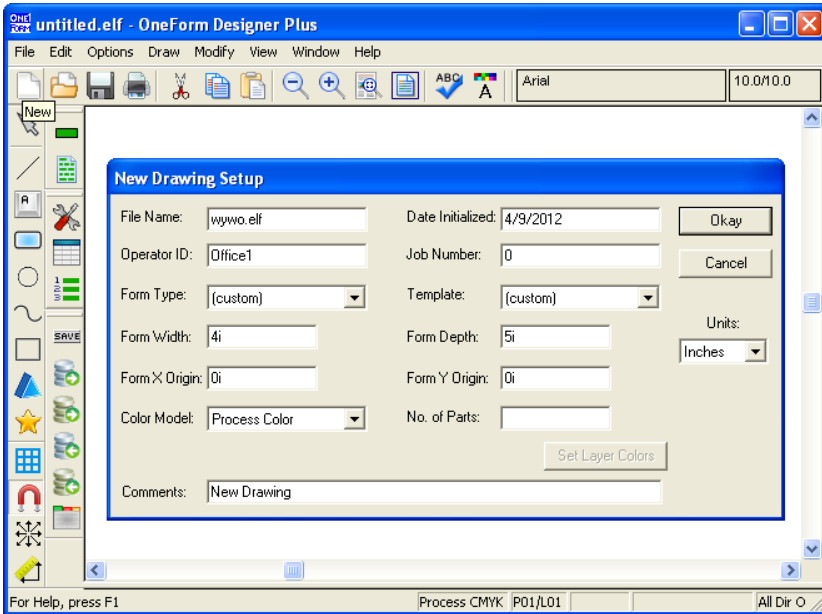 untitled.elf - OneForm Designer Plus
File Edit Options Draw Modify View Window Help
ABC A Arial 10.0/10.0
New
New Drawing Setup
File Name: wywo.elf Date Initialized: 4/9/2012 Okay
Operator ID: Office1 Job Number: 0 Cancel
Form Type: (custom) Template: (custom)
Units:
Form Width: 4i Form Depth: 5i Inches
Form X Origin: 0i Form Y Origin: 0i
Color Model: Process Color No. of Parts:
Set Layer Colors
Comments: New Drawing
A
1
2
3
SAVE
For Help, press F1 Process CMYK P01/L01 All Dir O